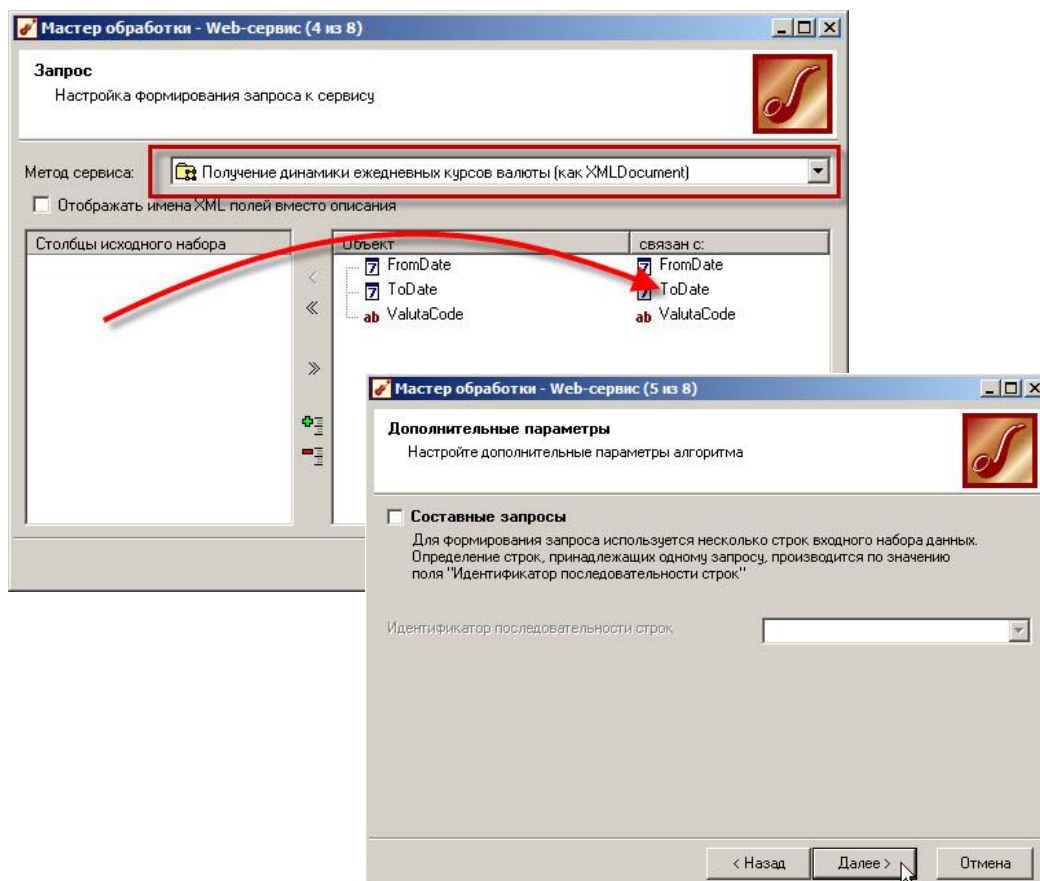 Мастер обработки - Web-сервис (4 из 8)
Запрос
Настройка формирования запроса к сервису
Метод сервиса: Получение динамики ежедневных курсов валюты (как XMLDocument)
Отображать имена XML полей вместо описания
Столбцы исходного набора
Объект связан с:
FromDate FromDate
ToDate ToDate
ab ValutaCode ab ValutaCode
Мастер обработки - Web-сервис (5 из 8)
Дополнительные параметры
Настройте дополнительные параметры алгоритма
Составные запросы
Для формирования запроса используется несколько строк входного набора данных.
Определение строк, принадлежащих одному запросу, производится по значению
поля "Идентификатор последовательности строк"
Идентификатор последовательности строк
< Назад Далее > Отмена